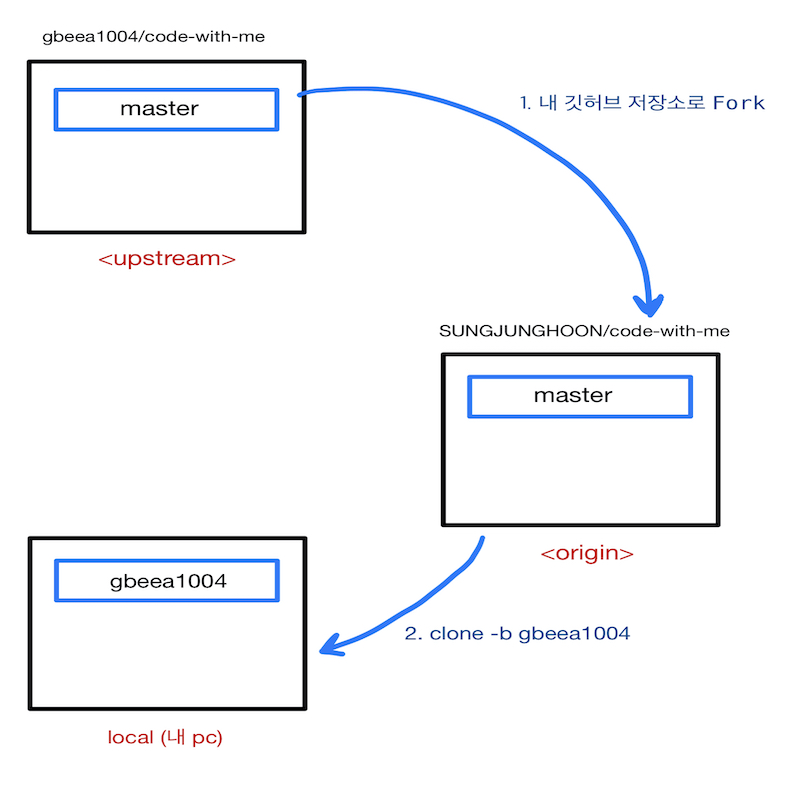 gbeea1004/code-with-me
master
1. 내 깃허브 저장소로 Fork
<upstream>
SUNGJUNGHOON/code-with-me
master
<origin>
gbeea1004
2. clone -b gbeea1004
local (내 pc)